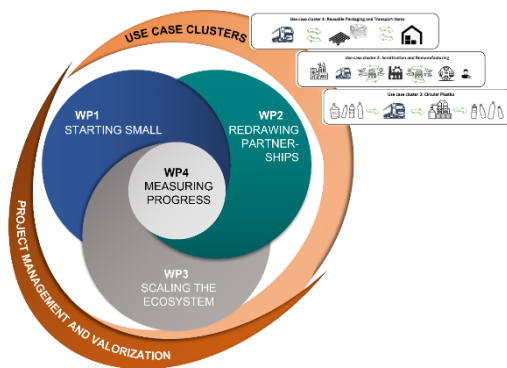 USE CASE CLUSTERS
Use case cluster 1: Reusable Packaging and Transport Items
Use case cluster 2: Servitization and Remanufacturing
Use case cluster 3: Circular Plastics
WP1
STARTING SMALL
WP2
REDRAWING
PARTNER-
SHIPS
WP4
MEASURING
PROGRESS
WP3
SCALING THE
ECOSYSTEM
PROJECT MANAGEMENT AND VALORIZATION